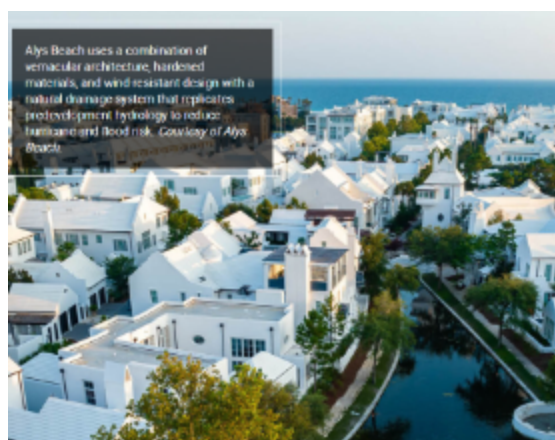 Alys Beach uses a combination of
vernacular architecture, hardened
materials, and wind resistant design with a
natural drainage system that replicates
predevelopment hydrology to reduce
hurricane and flood risk. Courtesy of Alys
Beach